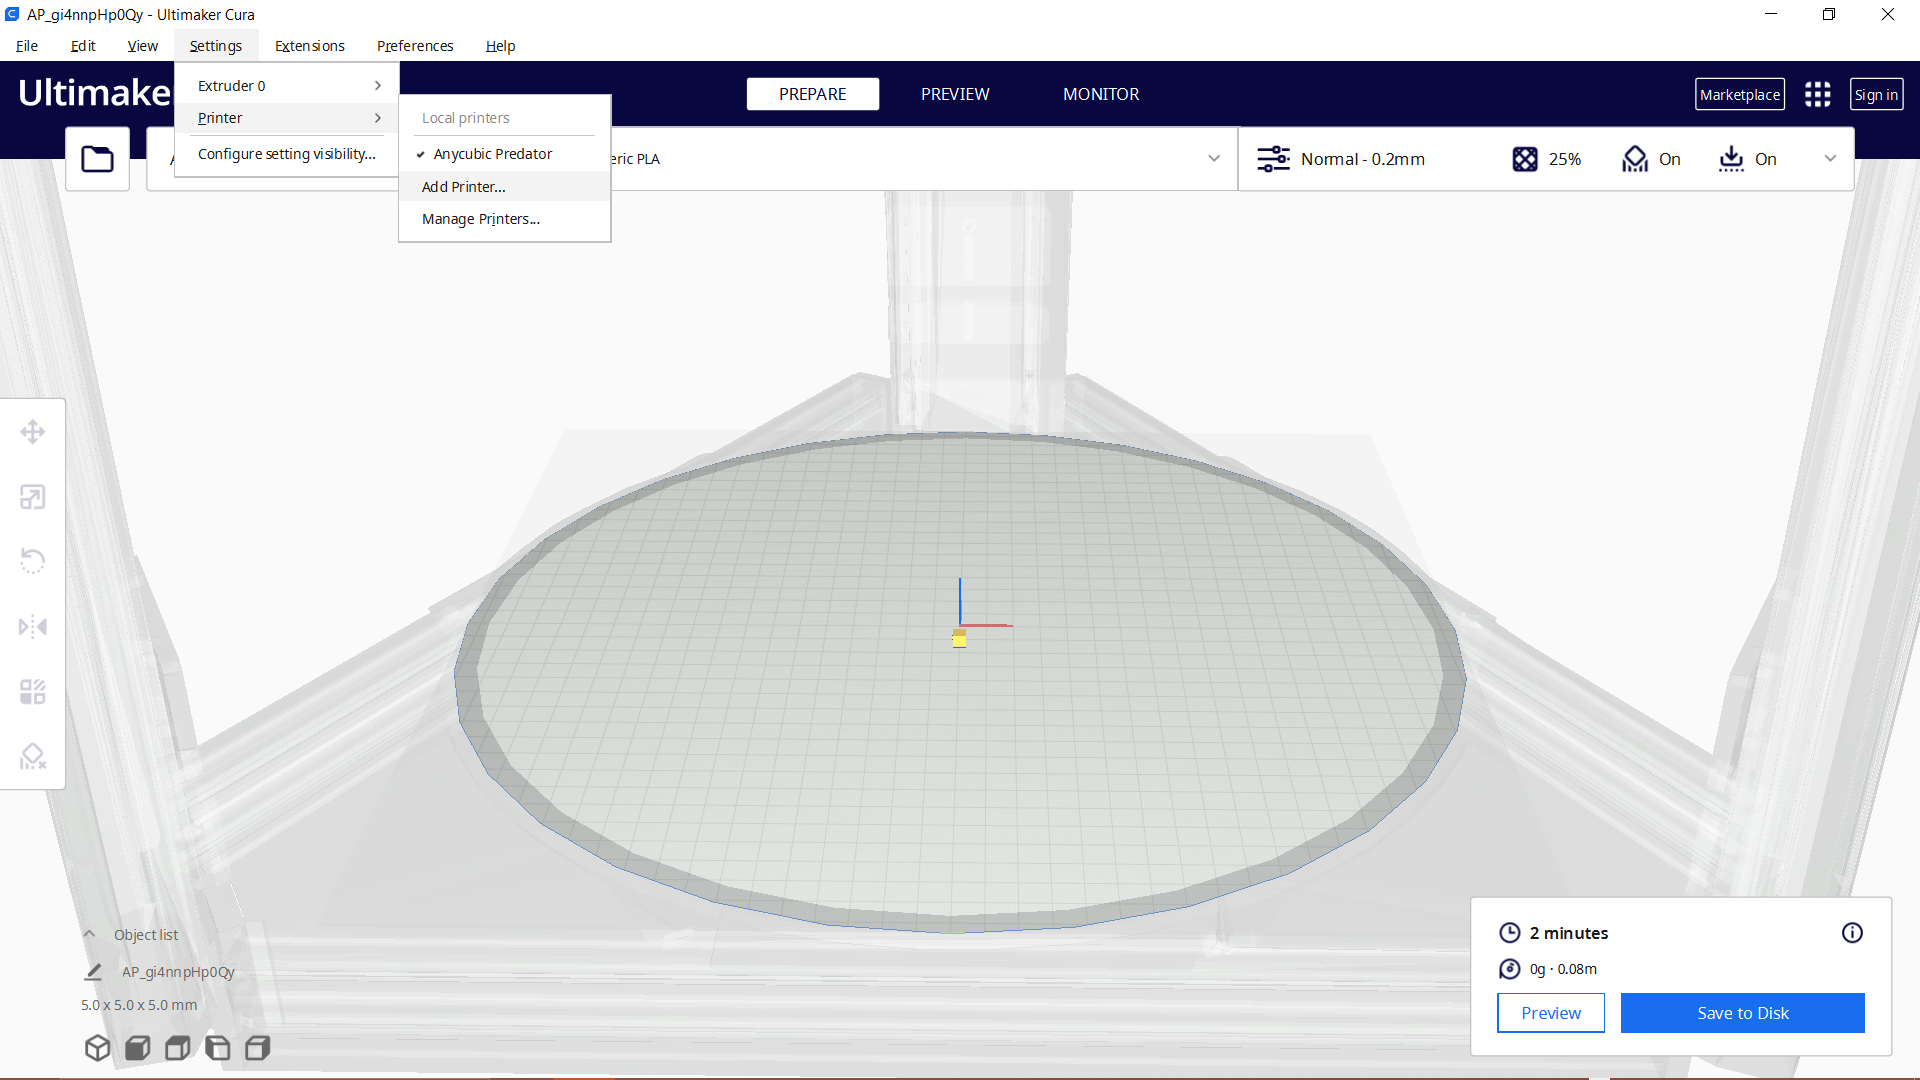 AP_gi4nnpHp0Qy - Ultimaker Cura
File Edit View Settings Extensions Preferences Help
Ultimake
PREPARE PREVIEW MONITOR
Marketplace
Sign in
Extruder 0
Printer
Configure setting visibility...
Local printers
Anycubic Predator
Add Printer...
Manage Printers...
eric PLA
Normal - 0.2mm
25%
On
On
Object list
AP_gi4nnpHp0Qy
5.0 x 5.0 x 5.0 mm
2 minutes
0g · 0.08m
Preview
Save to Disk